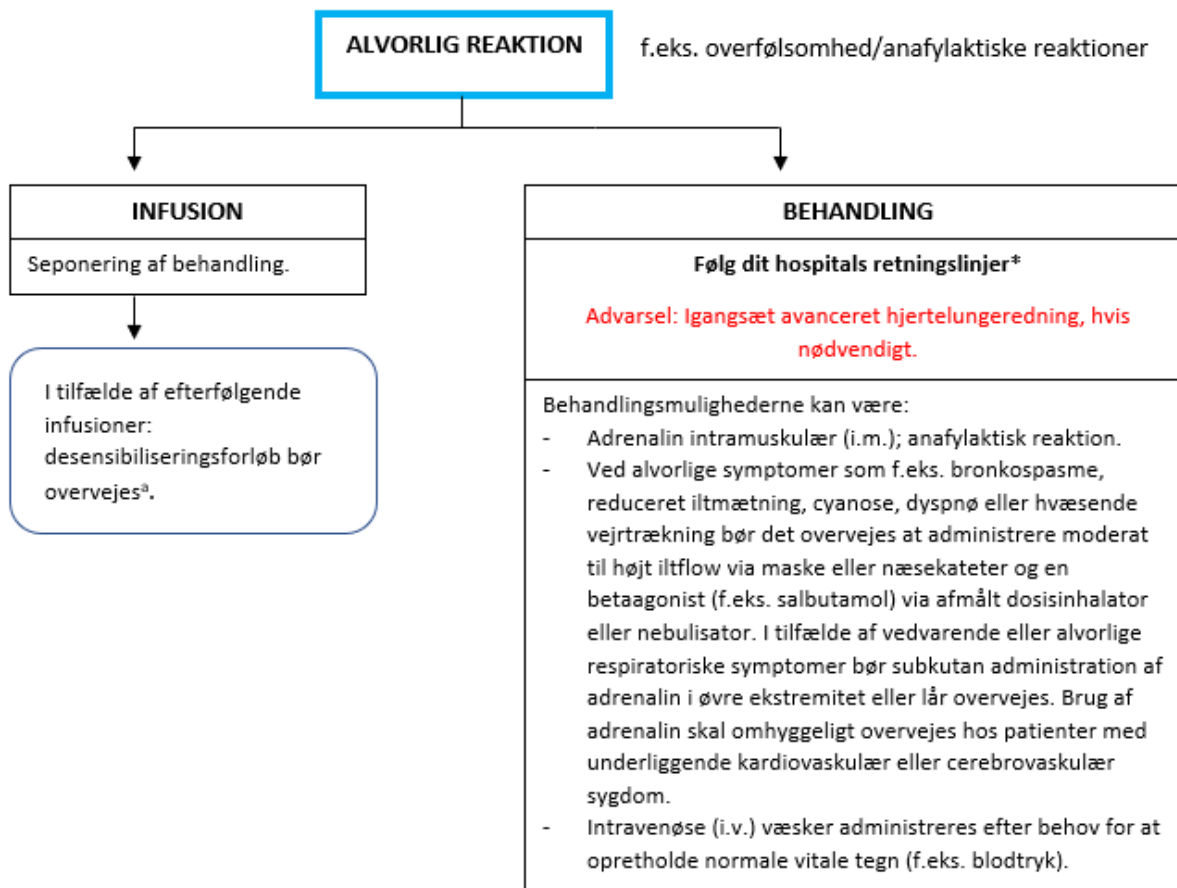 ALVORLIG REAKTION
f.eks. overfølsomhed/anafylaktiske reaktioner
INFUSION
Seponering af behandling.
I tilfælde af efterfølgende
infusioner:
desensibiliseringsforløb bør
overvejesª.
BEHANDLING
Følg dit hospitals retningslinjer*
Advarsel: Igangsæt avanceret hjertelungeredning, hvis
nødvendigt.
Behandlingsmulighederne kan være:
- Adrenalin intramuskulær (i.m.); anafylaktisk reaktion.
- Ved alvorlige symptomer som f.eks. bronkospasme,
reduceret iltmætning, cyanose, dyspnø eller hvæsende
vejrtrækning bør det overvejes at administrere moderat
til højt iltflow via maske eller næsekateter og en
betaagonist (f.eks. salbutamol) via afmålt dosisinhalator
eller nebulisator. I tilfælde af vedvarende eller alvorlige
respiratoriske symptomer bør subkutan administration af
adrenalin i øvre ekstremitet eller lår overvejes. Brug af
adrenalin skal omhyggeligt overvejes hos patienter med
underliggende kardiovaskulær eller cerebrovaskulær
sygdom.
- Intravenøse (i.v.) væsker administreres efter behov for at
opretholde normale vitale tegn (f.eks. blodtryk).